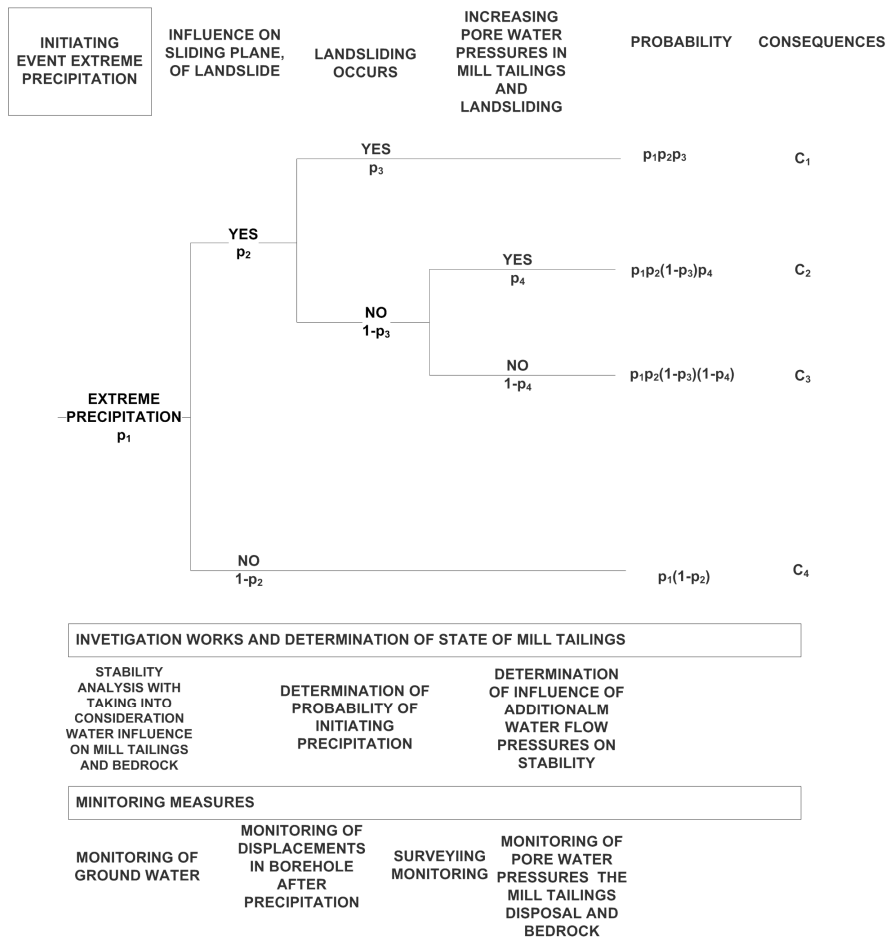 INITIATING
EVENT EXTREME
PRECIPITATION
INFLUENCE ON
SLIDING PLANE,
OF LANDSLIDE
LANDSLIDING
OCCURS
INCREASING
PORE WATER
PRESSURES IN
MILL TAILINGS
AND
LANDSLIDING
PROBABILITY
CONSEQUENCES
YES
p₃
p₁p₂p₃
C₁
YES
p₂
YES
p₄
p₁p₂(1-p₃)p₄
C₂
NO
1-p₃
NO
1-p₄
p₁p₂(1-p₃)(1-p₄)
C₃
EXTREME
PRECIPITATION
p₁
NO
1-p₂
p₁(1-p₂)
C₄
INVETIGATION WORKS AND DETERMINATION OF STATE OF MILL TAILINGS
STABILITY
ANALYSIS WITH
TAKING INTO
CONSIDERATION
WATER INFLUENCE
ON MILL TAILINGS
AND BEDROCK
DETERMINATION OF
PROBABILITY OF
INITIATING
PRECIPITATION
DETERMINATION
OF INFLUENCE OF
ADDITIONALM
WATER FLOW
PRESSURES ON
STABILITY
MINITORING MEASURES
MONITORING OF
GROUND WATER
MONITORING OF
DISPLACEMENTS
IN BOREHOLE
AFTER
PRECIPITATION
SURVEYIING
MONITORING
MONITORING OF
PORE WATER
PRESSURES THE
MILL TAILINGS
DISPOSAL AND
BEDROCK